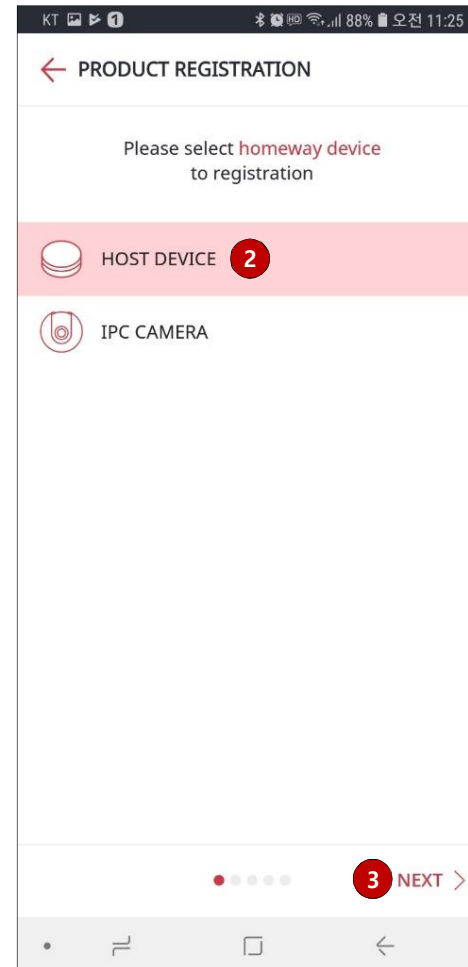 KT 1 88% 오전 11:25
PRODUCT REGISTRATION
Please select homeway device
to registration
HOST DEVICE 2
IPC CAMERA
3 NEXT